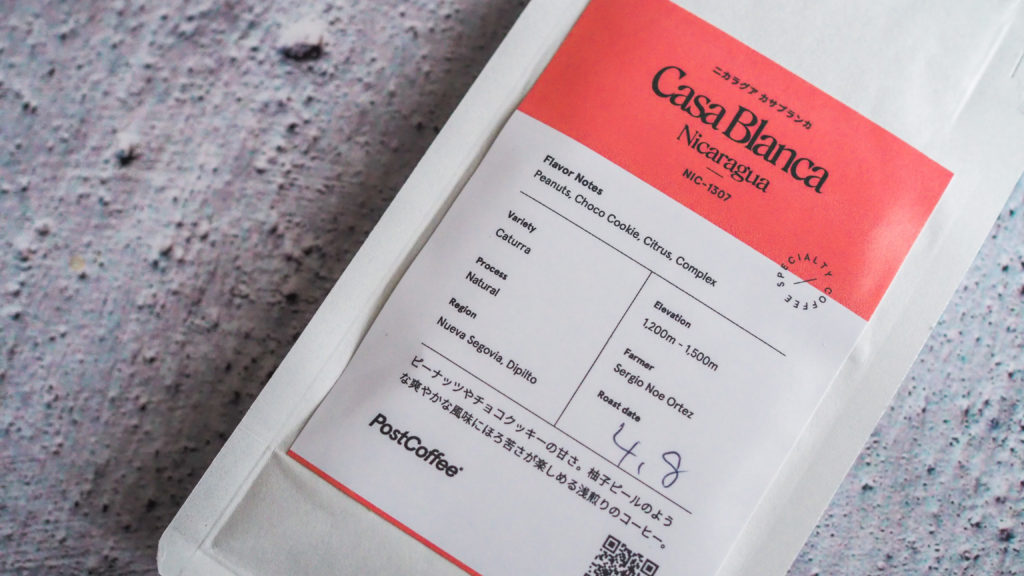 ニカラグア カサブランカ
Casa Blanca
Nicaragua
NIC-1307
SPECIALTY COFFEE
Flavor Notes
Peanuts, Choco Cookie, Citrus, Complex
Variety
Caturra
Process
Natural
Region
Nueva Segovia, Dipilto
Elevation
1,200m - 1,500m
Farmer
Sergio Noe Ortez
Roast date
4.8
ピーナッツやチョコクッキーの甘さ。柚子ピールのよう
な爽やかな風味にほろ苦さが楽しめる浅煎りのコーヒー。
PostCoffee